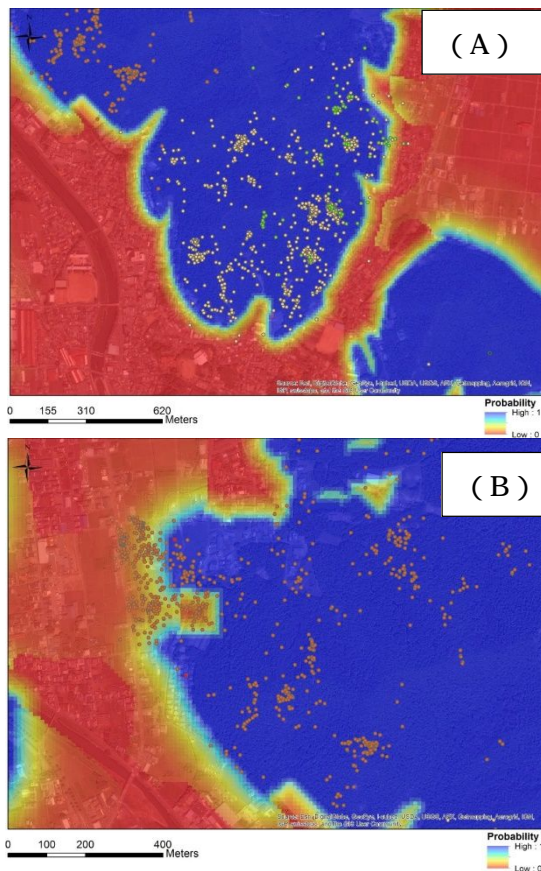 (A)
0 155 310 620
Meters
Probability
High : 1
Low : 0
(B)
0 100 200 400
Meters
Probability
High : 1
Low : 0